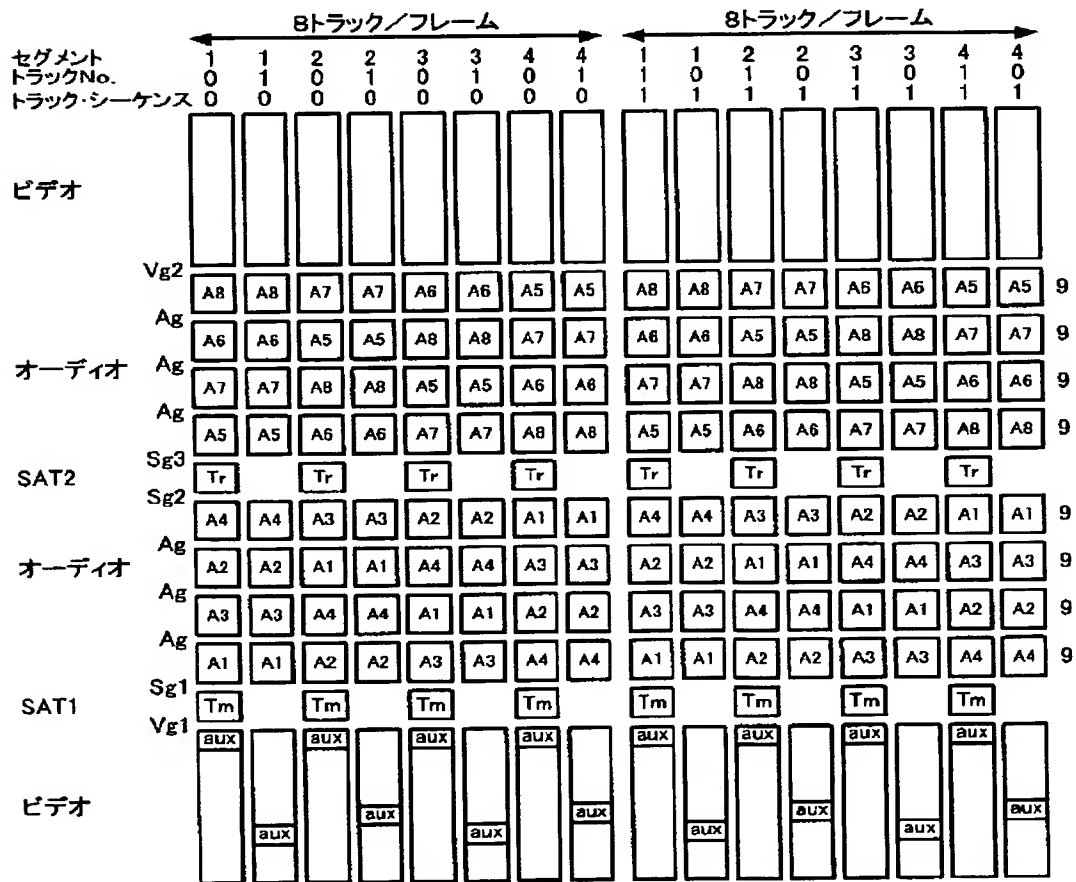 8トラック／フレーム 8トラック／フレーム
セグメント 1 1 2 2 3 3 4 4 1 1 2 2 3 3 4 4
トラックNo. 0 1 0 1 0 1 0 1 1 0 1 0 1 0 1 0
トラック・シーケンス 0 0 0 0 0 0 0 0 1 1 1 1 1 1 1 1
ビデオ
Vg2
A8 A8 A7 A7 A6 A6 A5 A5 A8 A8 A7 A7 A6 A6 A5 A5 9
Ag
A6 A6 A5 A5 A8 A8 A7 A7 A6 A6 A5 A5 A8 A8 A7 A7 9
オーディオ Ag
A7 A7 A8 A8 A5 A5 A6 A6 A7 A7 A8 A8 A5 A5 A6 A6 9
Ag
A5 A5 A6 A6 A7 A7 A8 A8 A5 A5 A6 A6 A7 A7 A8 A8 9
Sg3
SAT2 Tr Tr Tr Tr Tr Tr Tr Tr
Sg2
A4 A4 A3 A3 A2 A2 A1 A1 A4 A4 A3 A3 A2 A2 A1 A1 9
Ag
オーディオ A2 A2 A1 A1 A4 A4 A3 A3 A2 A2 A1 A1 A4 A4 A3 A3 9
Ag
A3 A3 A4 A4 A1 A1 A2 A2 A3 A3 A4 A4 A1 A1 A2 A2 9
Ag
A1 A1 A2 A2 A3 A3 A4 A4 A1 A1 A2 A2 A3 A3 A4 A4 9
Sg1
SAT1 Tm Tm Tm Tm Tm Tm Tm Tm
Vg1
aux aux aux aux aux aux aux aux
ビデオ aux aux aux aux
aux aux aux aux